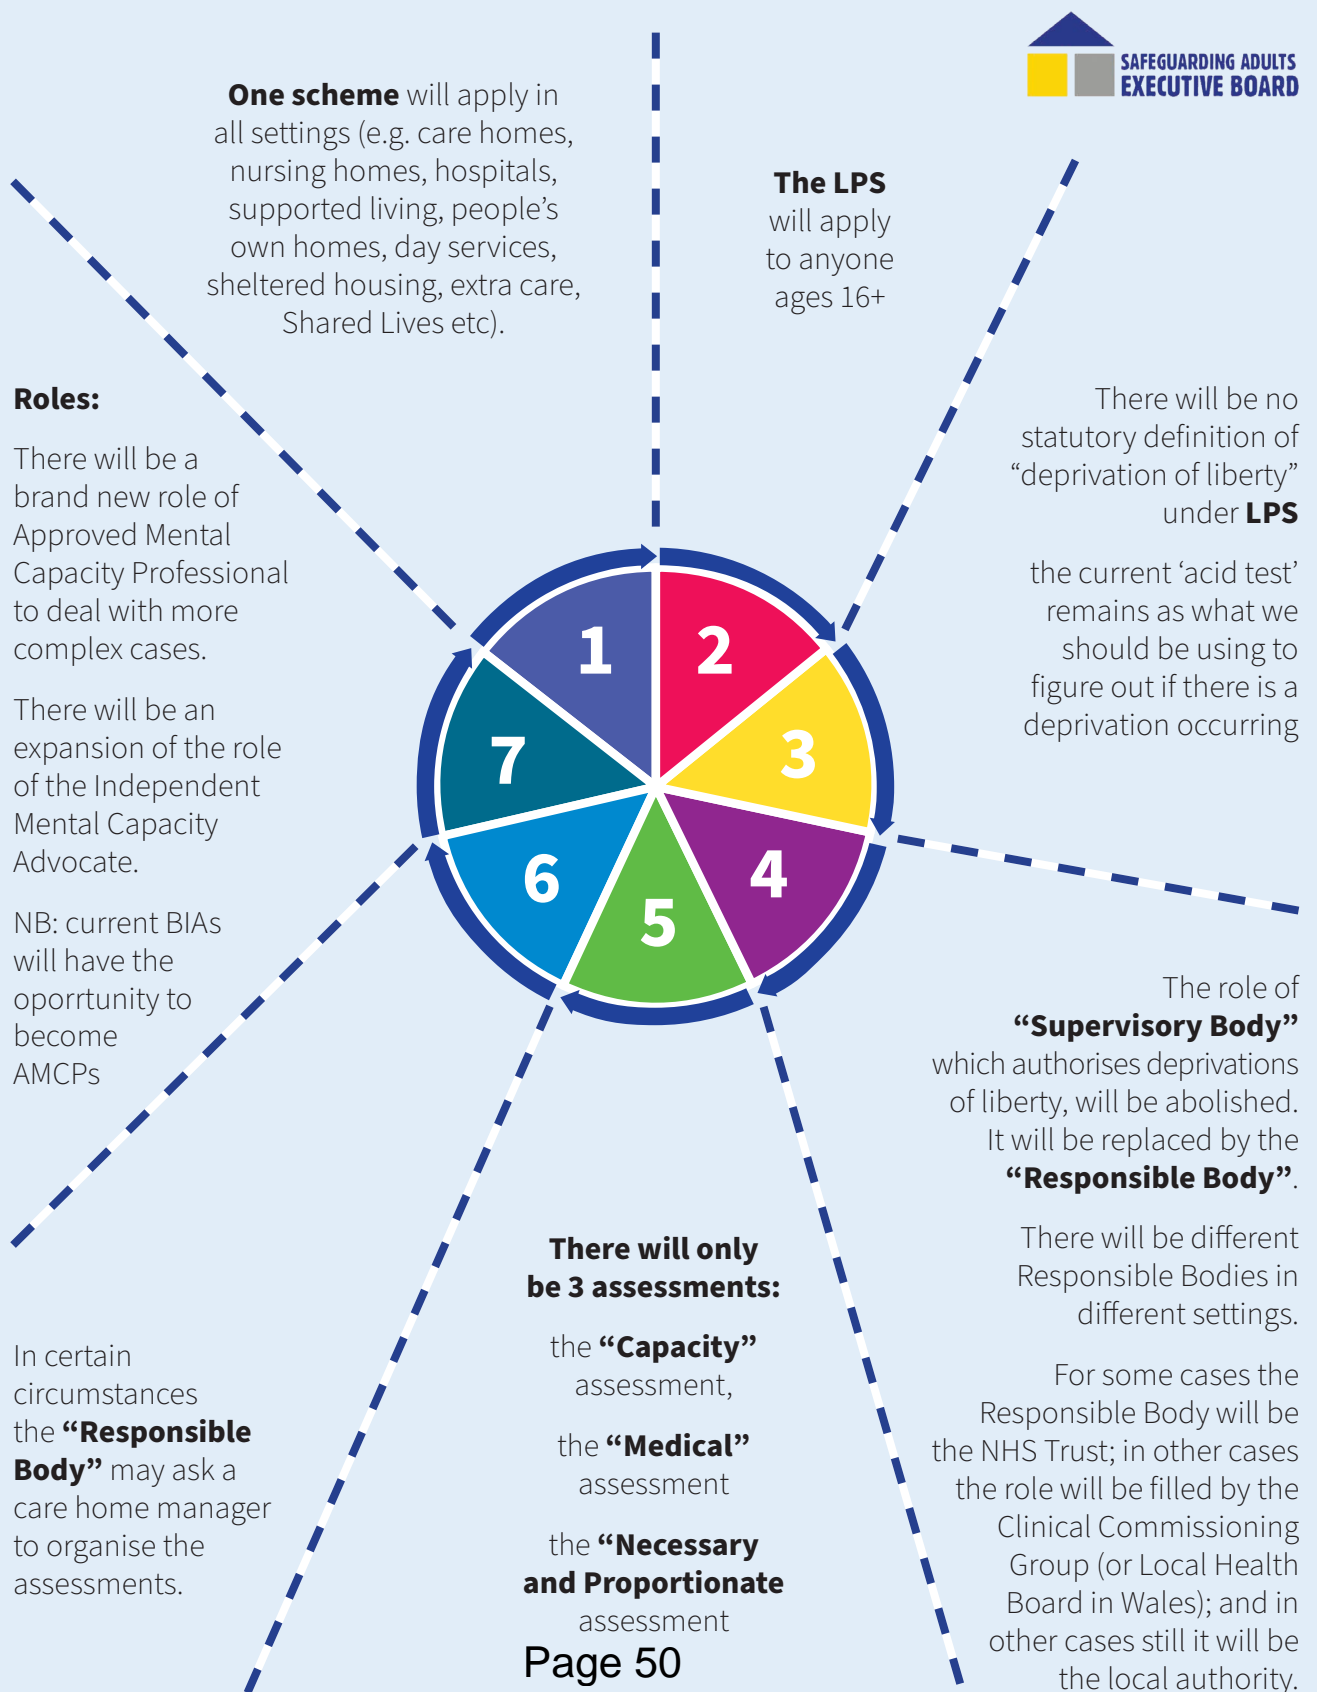 SAFEGUARDING ADULTS
EXECUTIVE BOARD
One scheme will apply in
all settings (e.g. care homes,
nursing homes, hospitals,
supported living, people’s
own homes, day services,
sheltered housing, extra care,
Shared Lives etc).
The LPS
will apply
to anyone
ages 16+
There will be no
statutory definition of
“deprivation of liberty”
under LPS
the current ‘acid test’
remains as what we
should be using to
figure out if there is a
deprivation occurring
The role of
“Supervisory Body”
which authorises deprivations
of liberty, will be abolished.
It will be replaced by the
“Responsible Body”.
There will be different
Responsible Bodies in
different settings.
For some cases the
Responsible Body will be
the NHS Trust; in other cases
the role will be filled by the
Clinical Commissioning
Group (or Local Health
Board in Wales); and in
other cases still it will be
the local authority.
There will only
be 3 assessments:
the “Capacity”
assessment,
the “Medical”
assessment
the “Necessary
and Proportionate
assessment
In certain
circumstances
the “Responsible
Body” may ask a
care home manager
to organise the
assessments.
Roles:
There will be a
brand new role of
Approved Mental
Capacity Professional
to deal with more
complex cases.
There will be an
expansion of the role
of the Independent
Mental Capacity
Advocate.
NB: current BIAs
will have the
oporrtunity to
become
AMCPs
1
2
3
4
5
6
7
Page 50